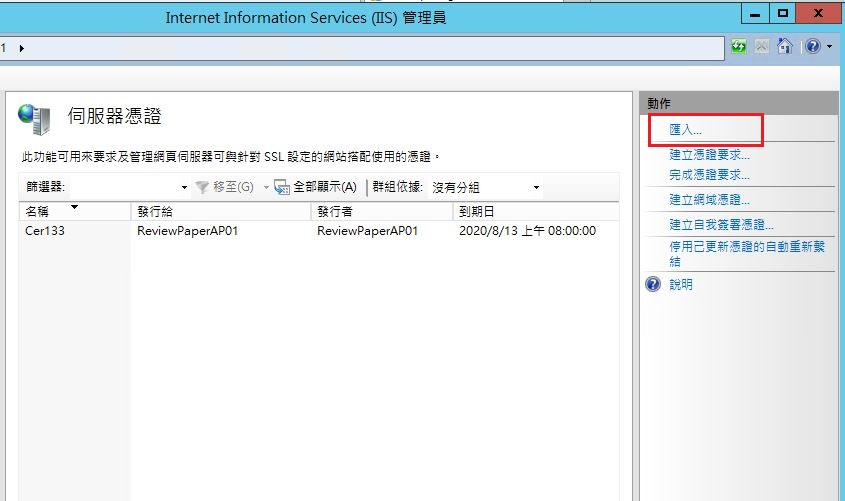 Internet Information Services (IIS) 管理員
1
伺服器憑證
此功能可用來要求及管理網頁伺服器可與針對 SSL 設定的網站搭配使用的憑證。
篩選器: 移至(G) 全部顯示(A) 群組依據: 沒有分組
名稱 發行給 發行者 到期日
Cer133 ReviewPaperAP01 ReviewPaperAP01 2020/8/13 上午 08:00:00
動作
匯入...
建立憑證要求...
完成憑證要求...
建立網域憑證...
建立自我簽署憑證...
停用已更新憑證的自動重新繫
結
說明